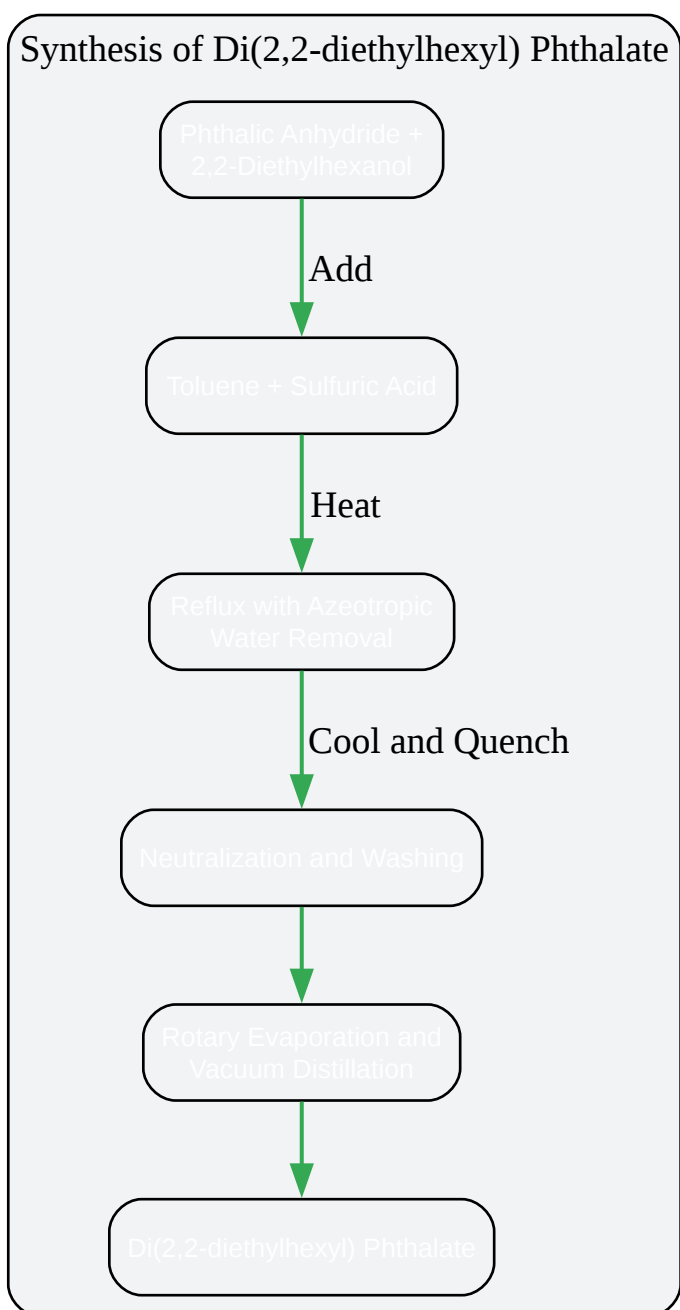 Synthesis of Di(2,2-diethylhexyl) Phthalate
Phthalic Anhydride +
2,2-Diethylhexanol
Add
Toluene + Sulfuric Acid
Heat
Reflux with Azeotropic
Water Removal
Cool and Quench
Neutralization and Washing
Rotary Evaporation and
Vacuum Distillation
Di(2,2-diethylhexyl) Phthalate